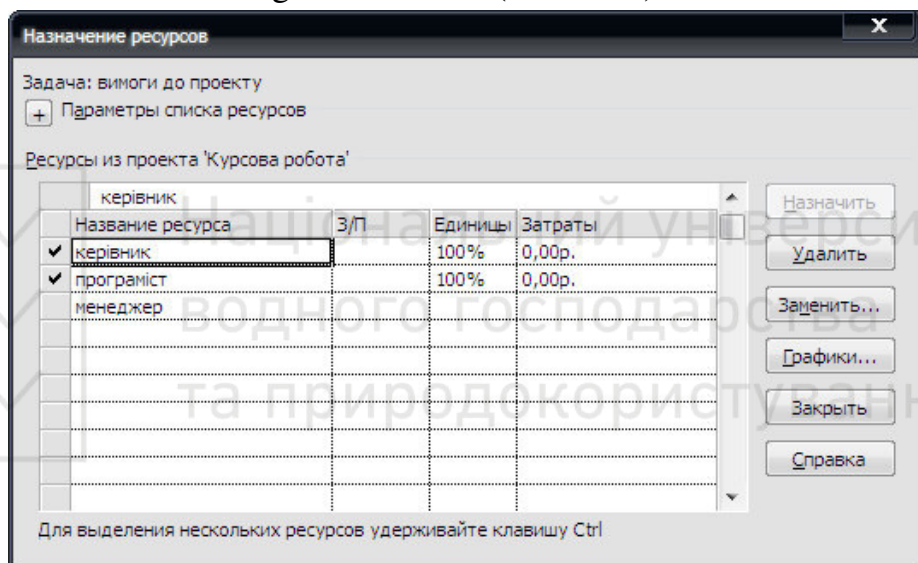 Назначение ресурсов
X
Задача: вимоги до проекту
+ Параметры списка ресурсов
Ресурсы из проекта 'Курсова робота'
керівник
Назначить
Название ресурса З/П Единицы Затраты
✔ керівник 100% 0,00р.
Удалить
✔ програміст 100% 0,00р.
менеджер
Заменить...
Графики...
Закрыть
Справка
Для выделения нескольких ресурсов удерживайте клавишу Ctrl
Національний універси
водного господарства
та природокористуванн